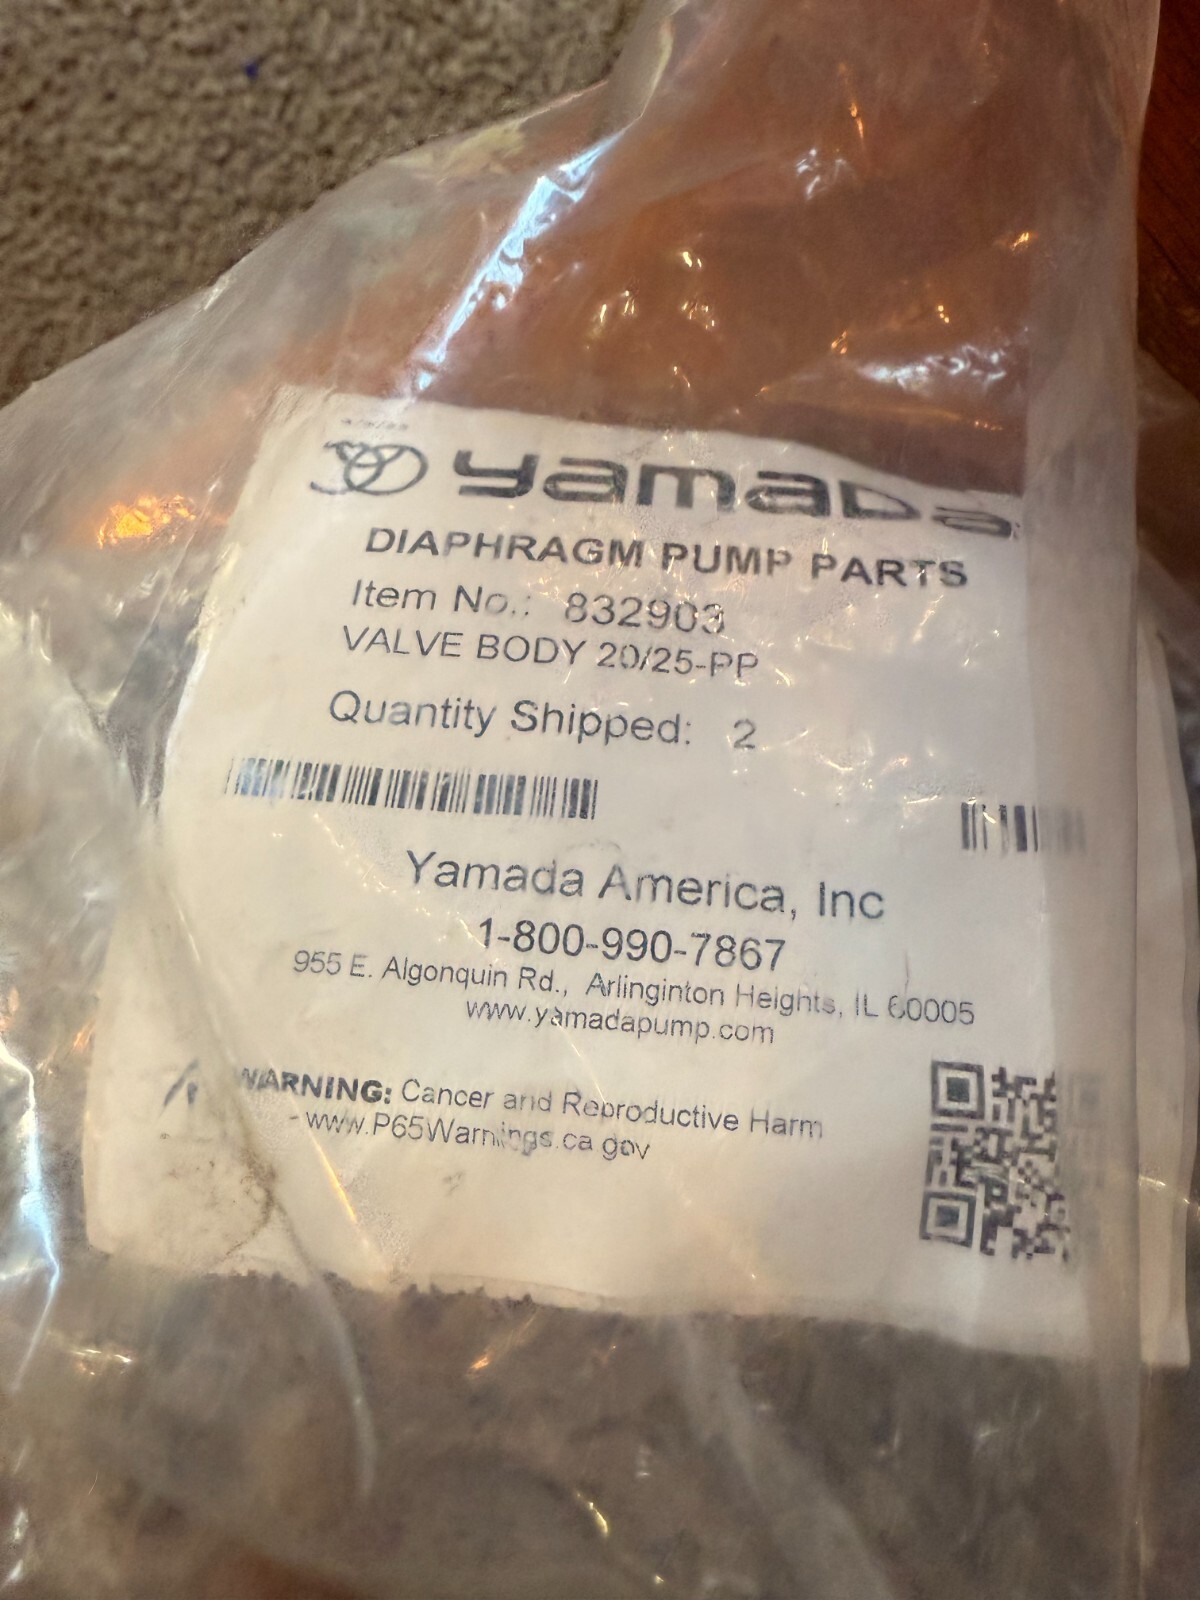 yamada
DIAPHRAGM PUMP PARTS
Item No.: 832903
VALVE BODY 20/25-PP
Quantity Shipped: 2
Yamada America, Inc
1-800-990-7867
955 E. Algonquin Rd., Arlinginton Heights, IL 60005
www.yamadapump.com
WARNING: Cancer and Reproductive Harm
- www.P65Warnings.ca.gov